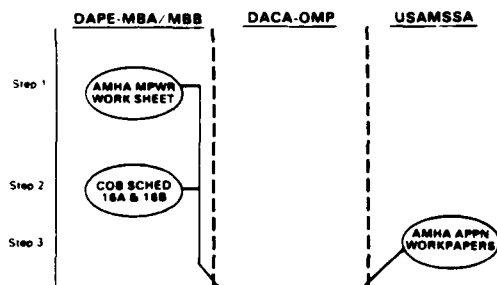 DAPE-MBA/MBB DACA-OMP USAMSSA
Step 1
AMHA MPWR
WORK SHEET
Step 2
COB SCHED
16A & 16B
Step 3
AMHA APPN
WORKPAPERS